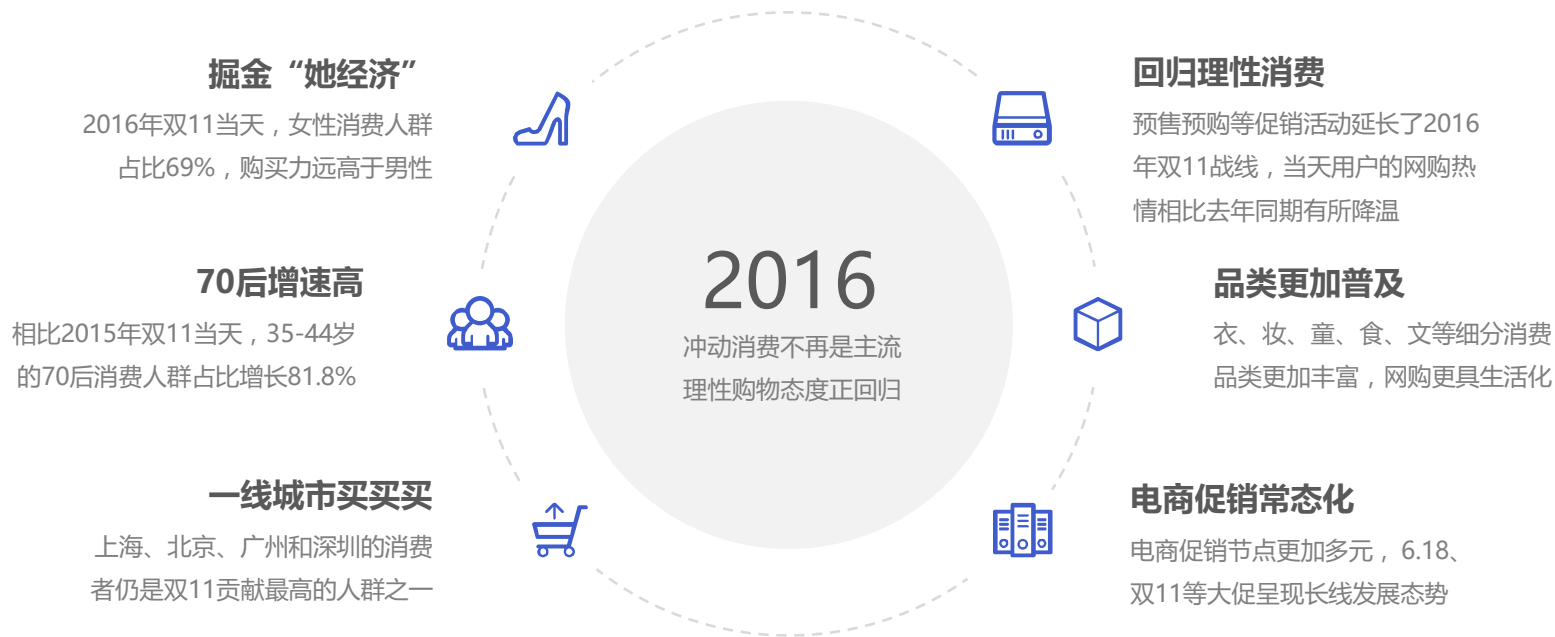 掘金“她经济”
2016年双11当天，女性消费人群
占比69%，购买力远高于男性
70后增速高
相比2015年双11当天，35-44岁
的70后消费人群占比增长81.8%
一线城市买买买
上海、北京、广州和深圳的消费
者仍是双11贡献最高的人群之一
2016
冲动消费不再是主流
理性购物态度正回归
回归理性消费
预售预购等促销活动延长了2016
年双11战线，当天用户的网购热
情相比去年同期有所降温
品类更加普及
衣、妆、童、食、文等细分消费
品类更加丰富，网购更具生活化
电商促销常态化
电商促销节点更加多元， 6.18、
双11等大促呈现长线发展态势